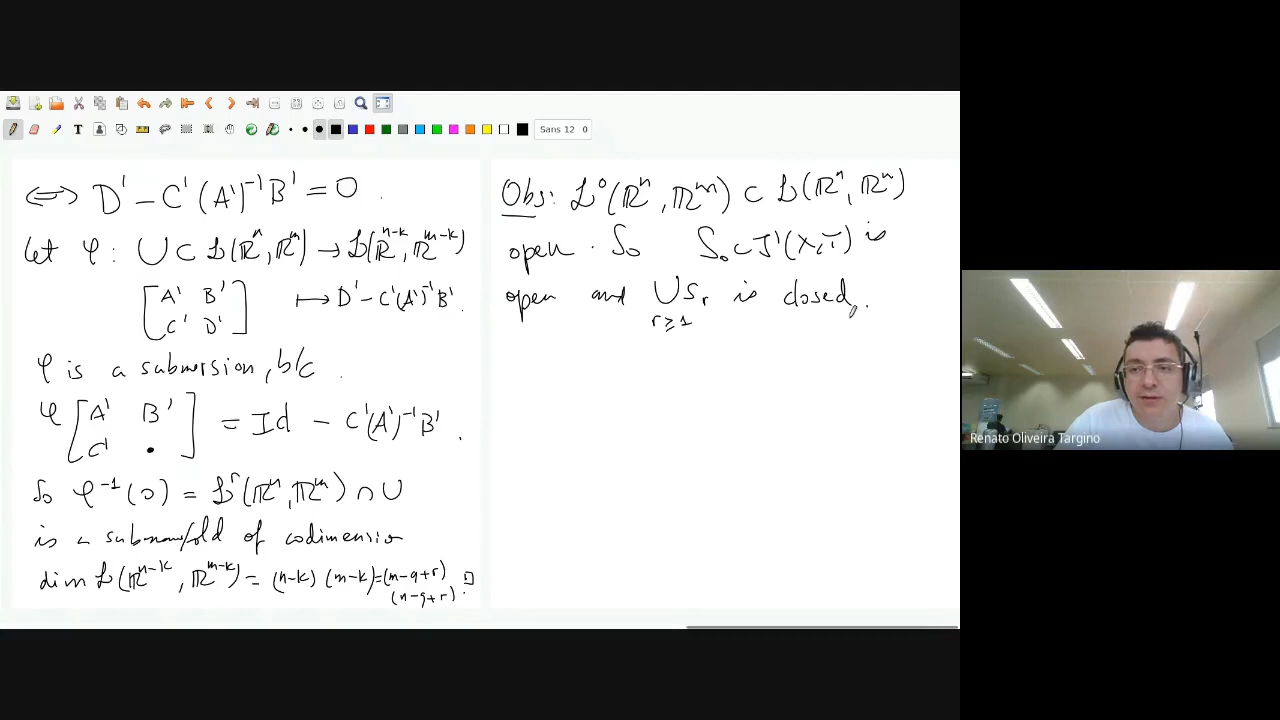 Sans 12 0
⟺ D' - C'(A')⁻¹B' = 0.
Let φ: U ⊂ L(ℝⁿ, ℝᵐ) → L(ℝⁿ⁻ᵏ, ℝᵐ⁻ᵏ)
[A' B'
C' D'] ↦ D' - C'(A')⁻¹B'.
φ is a submersion, b/c
φ [A' B'
C' •] = Id - C'(A')⁻¹B'.
So φ⁻¹(0) = Lʳ(ℝⁿ, ℝᵐ) ∩ U
is a submanifold of codimension
dim L(ℝⁿ⁻ᵏ, ℝᵐ⁻ᵏ) = (n-k)(m-k) = (m-q+r)
(n-q+r). □
Obs: L⁰(ℝⁿ, ℝᵐ) ⊂ L(ℝⁿ, ℝᵐ)
open. So S₀ ⊂ J¹(X,Y) is
open and ∪ Sᵣ is closed.
r≥1
Renato Oliveira Targino